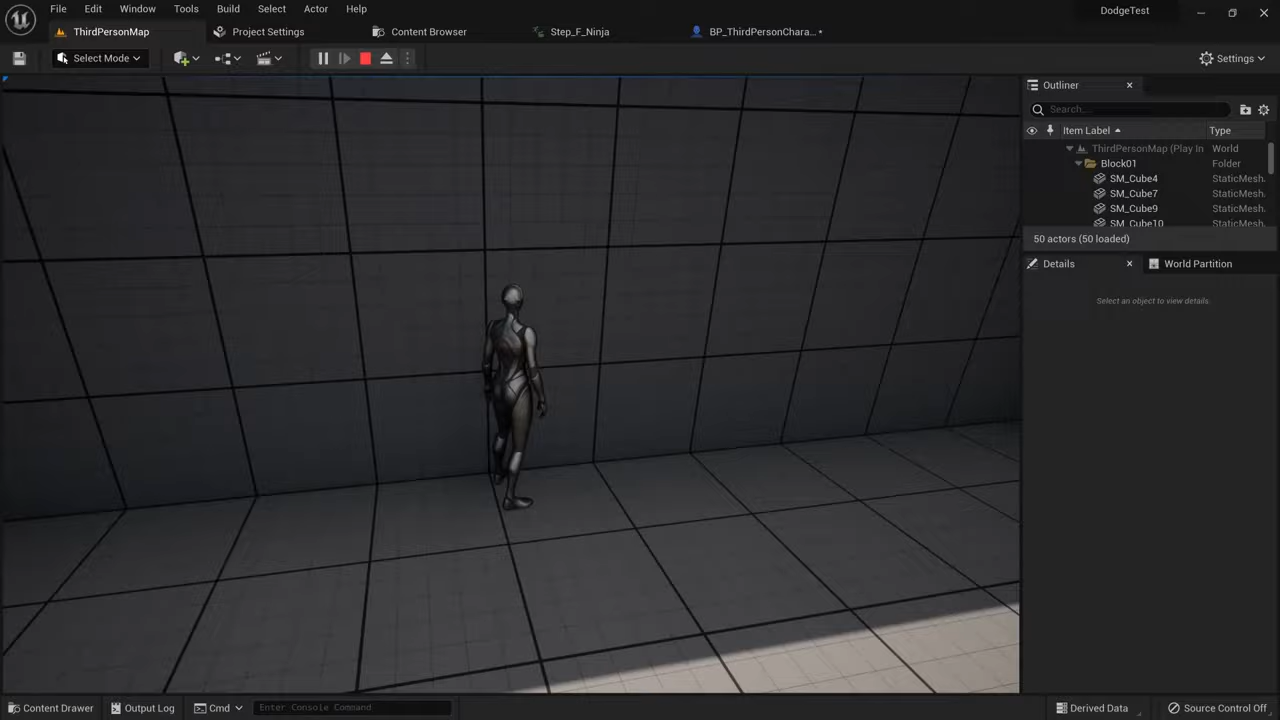 File Edit Window Tools Build Select Actor Help
DodgeTest
ThirdPersonMap
Project Settings
Content Browser
Step_F_Ninja
BP_ThirdPersonChara...•
Select Mode
Settings
Outliner
Search...
Item Label
Type
ThirdPersonMap (Play In
World
Block01
Folder
SM_Cube4
StaticMesh.
SM_Cube7
StaticMesh.
SM_Cube9
StaticMesh.
SM_Cube10
StaticMesh.
50 actors (50 loaded)
Details
World Partition
Select an object to view details.
Content Drawer
Output Log
Cmd
Enter Console Command
Derived Data
Source Control Off